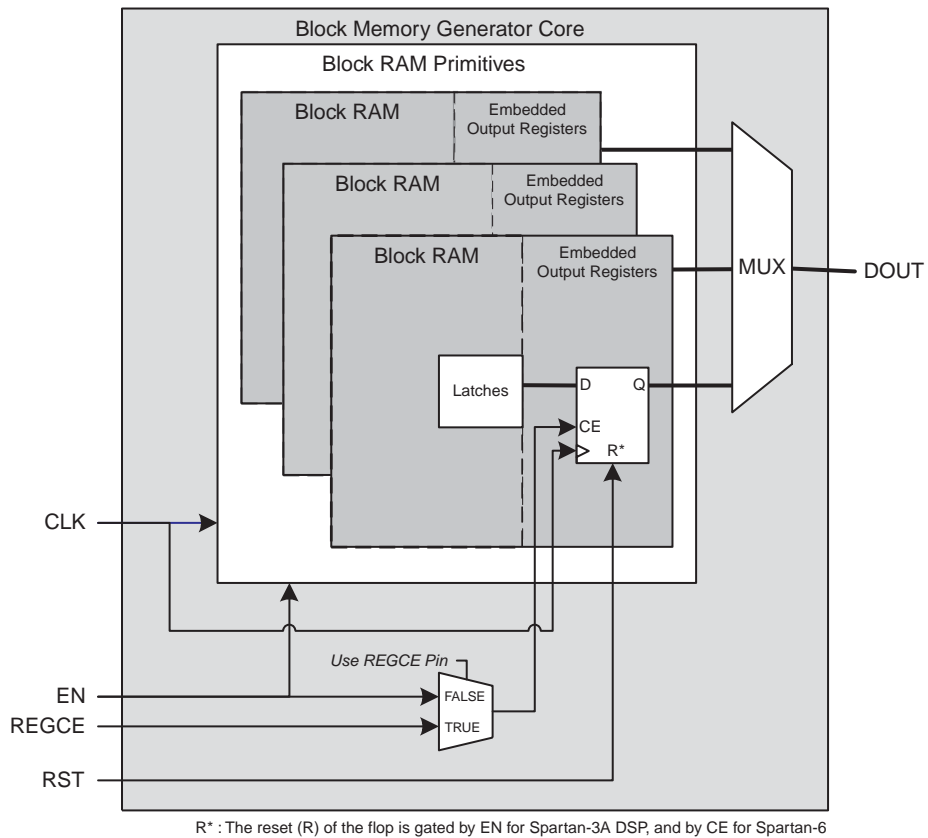 Block Memory Generator Core
Block RAM Primitives
Block RAM
Embedded
Output Registers
Block RAM
Embedded
Output Registers
Block RAM
Embedded
Output Registers
MUX
DOUT
Latches
D
Q
CE
R*
CLK
Use REGCE Pin
EN
FALSE
REGCE
TRUE
RST
R* : The reset (R) of the flop is gated by EN for Spartan-3A DSP, and by CE for Spartan-6